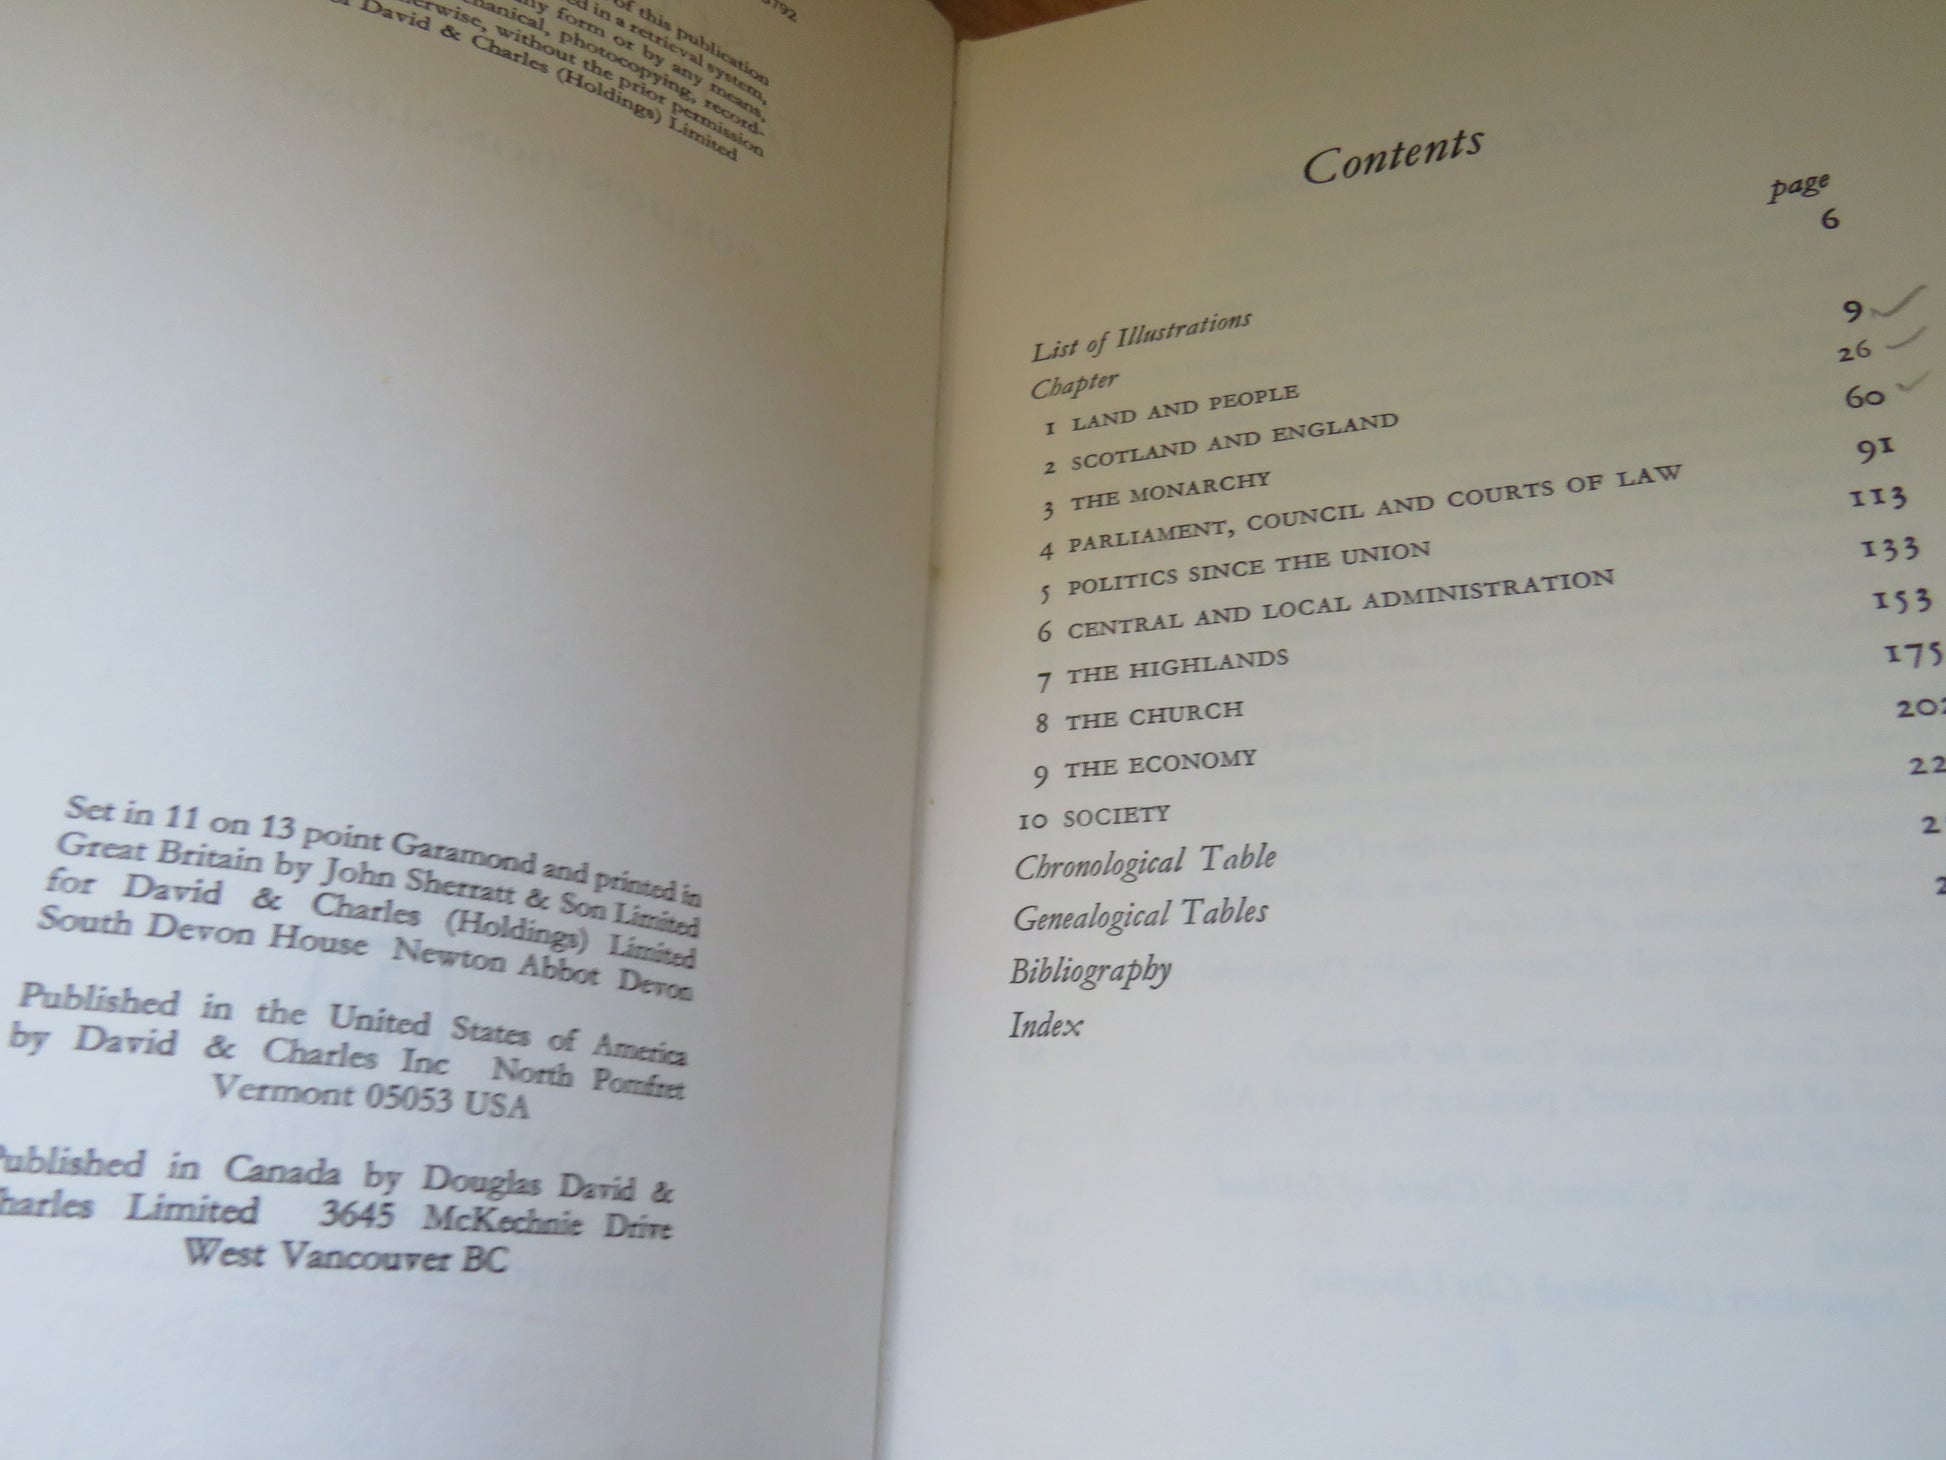 of this publication
in a retrieval system,
any form or by any means,
photocopying, record-
without the prior permission
David & Charles (Holdings) Limited
Set in 11 on 13 point Garamond and printed in
Great Britain by John Sherratt & Son Limited
for David & Charles (Holdings) Limited
South Devon House Newton Abbot Devon
Published in the United States of America
by David & Charles Inc North Pomfret
Vermont 05053 USA
Published in Canada by Douglas David &
Charles Limited 3645 McKechnie Drive
West Vancouver BC
Contents
page
List of Illustrations 6
Chapter
1 LAND AND PEOPLE 9
2 SCOTLAND AND ENGLAND 26
3 THE MONARCHY 60
4 PARLIAMENT, COUNCIL AND COURTS OF LAW 91
5 POLITICS SINCE THE UNION 113
6 CENTRAL AND LOCAL ADMINISTRATION 133
7 THE HIGHLANDS 153
8 THE CHURCH 175
9 THE ECONOMY
10 SOCIETY
Chronological Table
Genealogical Tables
Bibliography
Index